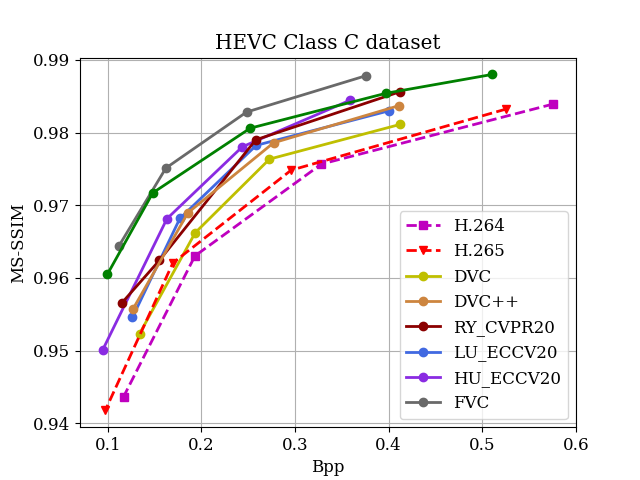 HEVC Class C dataset
MS-SSIM
0.99
0.98
0.97
0.96
0.95
0.94
0.1 0.2 0.3 0.4 0.5 0.6
Bpp
H.264
H.265
DVC
DVC++
RY_CVPR20
LU_ECCV20
HU_ECCV20
FVC